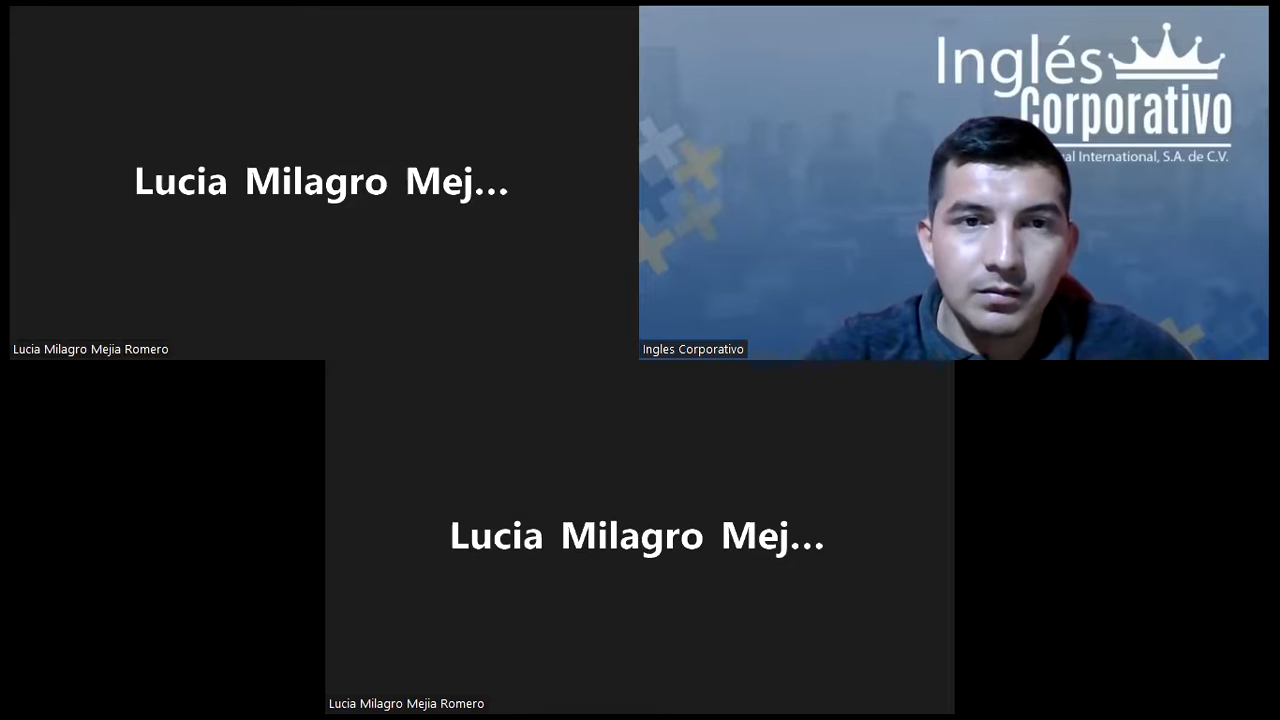 Lucia Milagro Mej...
Lucia Milagro Mejia Romero
Inglés
Corporativo
al International, S.A. de C.V.
Ingles Corporativo
Lucia Milagro Mej...
Lucia Milagro Mejia Romero